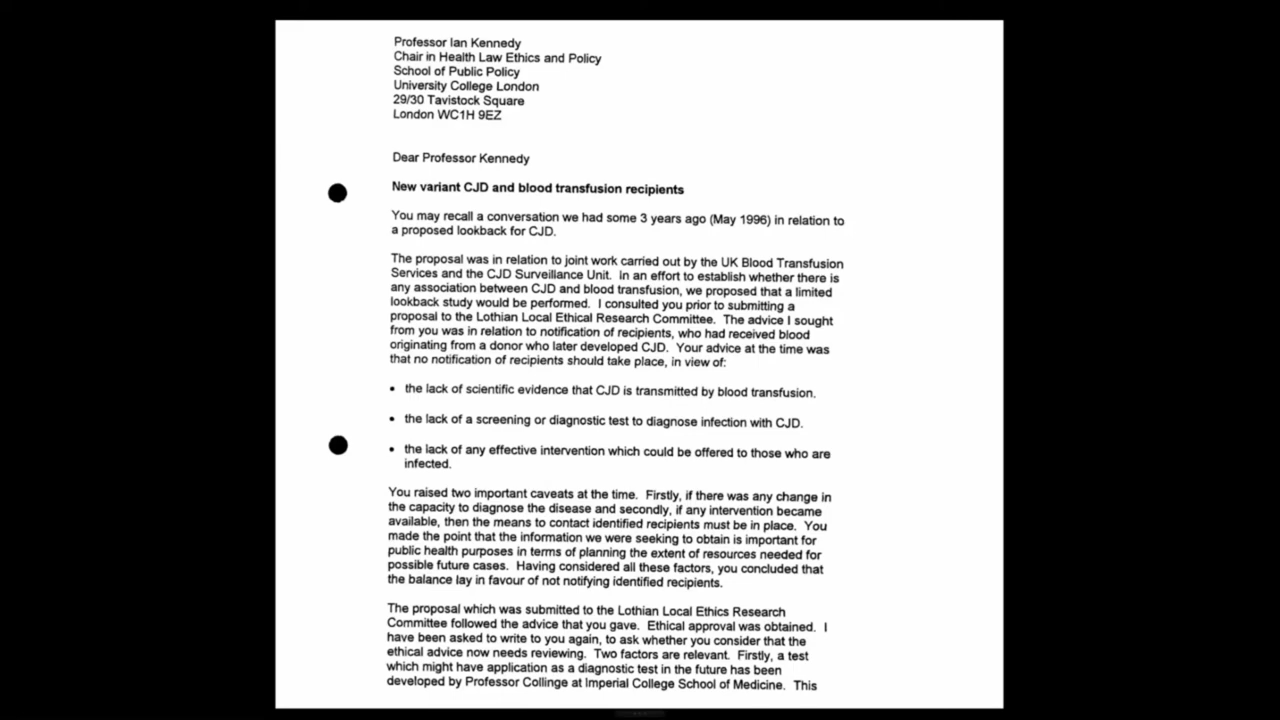 Professor Ian Kennedy
Chair in Health Law Ethics and Policy
School of Public Policy
University College London
29/30 Tavistock Square
London WC1H 9EZ
Dear Professor Kennedy
New variant CJD and blood transfusion recipients
You may recall a conversation we had some 3 years ago (May 1996) in relation to
a proposed lookback for CJD.
The proposal was in relation to joint work carried out by the UK Blood Transfusion
Services and the CJD Surveillance Unit. In an effort to establish whether there is
any association between CJD and blood transfusion, we proposed that a limited
lookback study would be performed. I consulted you prior to submitting a
proposal to the Lothian Local Ethical Research Committee. The advice I sought
from you was in relation to notification of recipients, who had received blood
originating from a donor who later developed CJD. Your advice at the time was
that no notification of recipients should take place, in view of:
• the lack of scientific evidence that CJD is transmitted by blood transfusion.
• the lack of a screening or diagnostic test to diagnose infection with CJD.
• the lack of any effective intervention which could be offered to those who are
infected.
You raised two important caveats at the time. Firstly, if there was any change in
the capacity to diagnose the disease and secondly, if any intervention became
available, then the means to contact identified recipients must be in place. You
made the point that the information we were seeking to obtain is important for
public health purposes in terms of planning the extent of resources needed for
possible future cases. Having considered all these factors, you concluded that
the balance lay in favour of not notifying identified recipients.
The proposal which was submitted to the Lothian Local Ethics Research
Committee followed the advice that you gave. Ethical approval was obtained. I
have been asked to write to you again, to ask whether you consider that the
ethical advice now needs reviewing. Two factors are relevant. Firstly, a test
which might have application as a diagnostic test in the future has been
developed by Professor Collinge at Imperial College School of Medicine. This